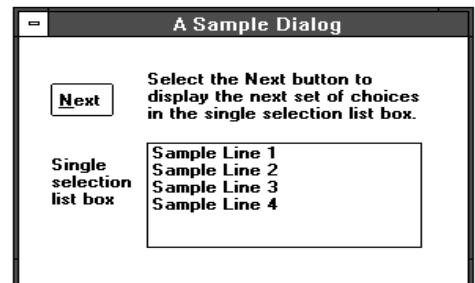 A Sample Dialog
Next
Select the Next button to
display the next set of choices
in the single selection list box.
Single
selection
list box
Sample Line 1
Sample Line 2
Sample Line 3
Sample Line 4